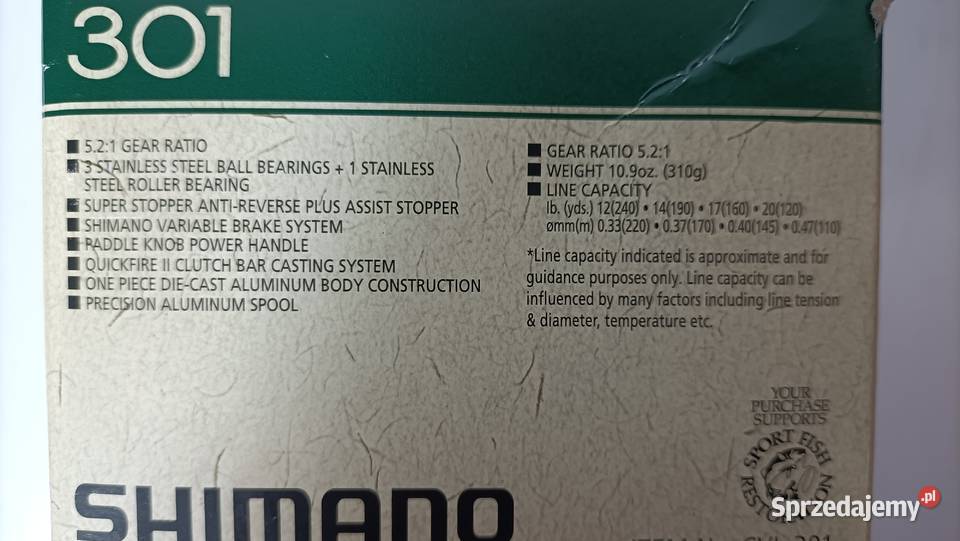 301
■ 5.2:1 GEAR RATIO
■ 3 STAINLESS STEEL BALL BEARINGS + 1 STAINLESS
STEEL ROLLER BEARING
■ SUPER STOPPER ANTI-REVERSE PLUS ASSIST STOPPER
■ SHIMANO VARIABLE BRAKE SYSTEM
■ PADDLE KNOB POWER HANDLE
■ QUICKFIRE II CLUTCH BAR CASTING SYSTEM
■ ONE PIECE DIE-CAST ALUMINUM BODY CONSTRUCTION
■ PRECISION ALUMINUM SPOOL
■ GEAR RATIO 5.2:1
■ WEIGHT 10.9oz. (310g)
■ LINE CAPACITY
lb. (yds.) 12(240) • 14(190) • 17(160) • 20(120)
ømm(m) 0.33(220) • 0.37(170) • 0.40(145) • 0.47(110)
*Line capacity indicated is approximate and for
guidance purposes only. Line capacity can be
influenced by many factors including line tension
& diameter, temperature etc.
YOUR
PURCHASE
SUPPORTS
SPORT FISH
SHIMANO
Sprzedajemy.pl